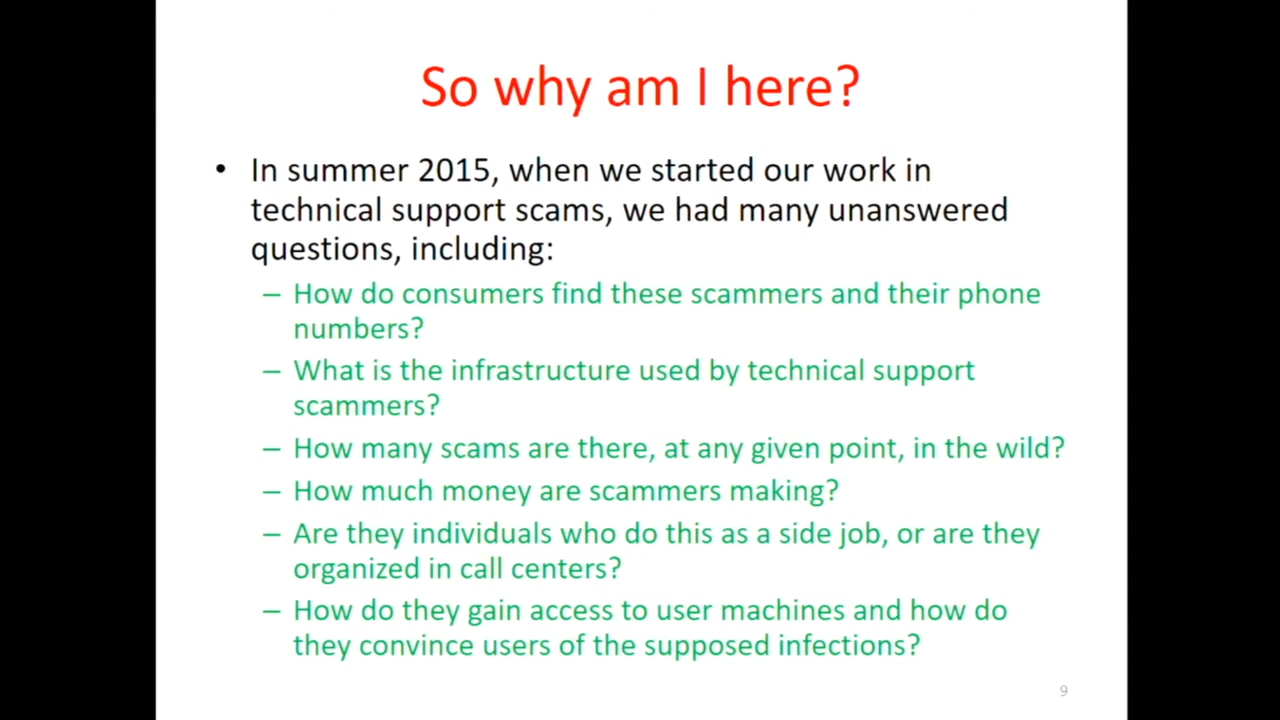 So why am I here?
• In summer 2015, when we started our work in
technical support scams, we had many unanswered
questions, including:
– How do consumers find these scammers and their phone
numbers?
– What is the infrastructure used by technical support
scammers?
– How many scams are there, at any given point, in the wild?
– How much money are scammers making?
– Are they individuals who do this as a side job, or are they
organized in call centers?
– How do they gain access to user machines and how do
they convince users of the supposed infections?
9